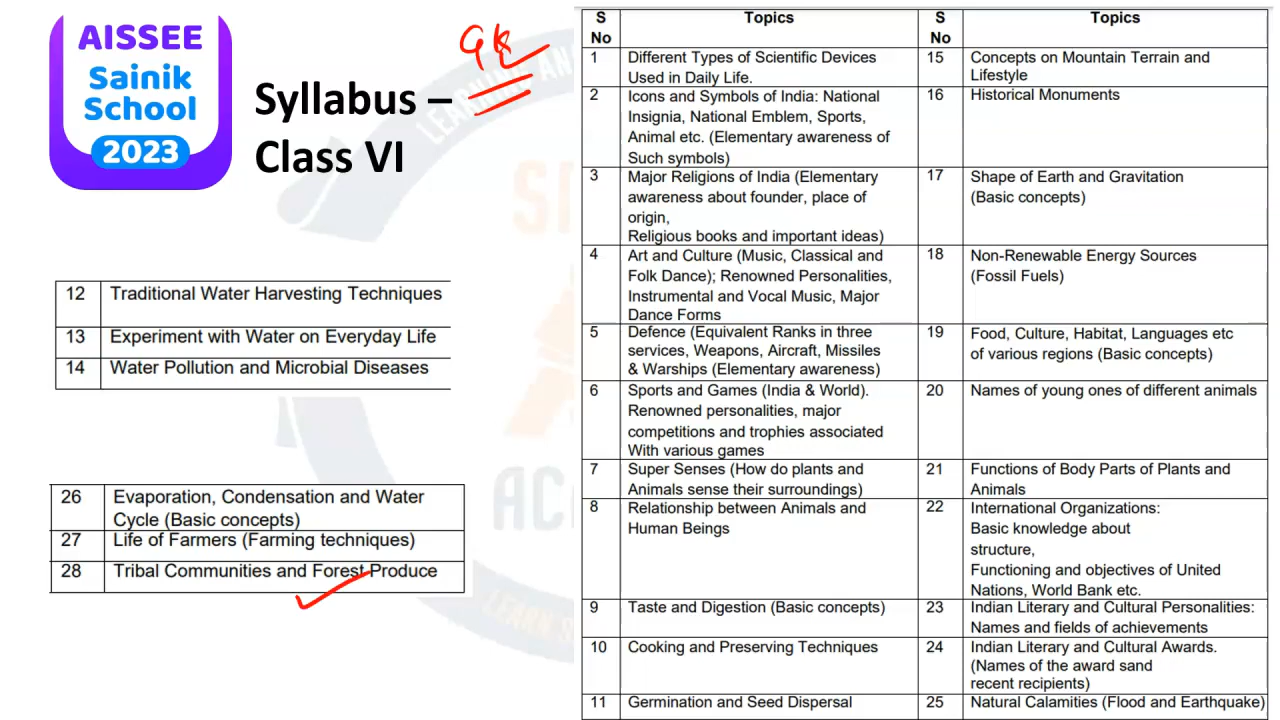 AISSEE
Sainik
School
2023
Syllabus –
Class VI
GK
12 Traditional Water Harvesting Techniques
13 Experiment with Water on Everyday Life
14 Water Pollution and Microbial Diseases
26 Evaporation, Condensation and Water
Cycle (Basic concepts)
27 Life of Farmers (Farming techniques)
28 Tribal Communities and Forest Produce
S No Topics
1 Different Types of Scientific Devices
Used in Daily Life.
2 Icons and Symbols of India: National
Insignia, National Emblem, Sports,
Animal etc. (Elementary awareness of
Such symbols)
3 Major Religions of India (Elementary
awareness about founder, place of
origin,
Religious books and important ideas)
4 Art and Culture (Music, Classical and
Folk Dance); Renowned Personalities,
Instrumental and Vocal Music, Major
Dance Forms
5 Defence (Equivalent Ranks in three
services, Weapons, Aircraft, Missiles
& Warships (Elementary awareness)
6 Sports and Games (India & World).
Renowned personalities, major
competitions and trophies associated
With various games
7 Super Senses (How do plants and
Animals sense their surroundings)
8 Relationship between Animals and
Human Beings
9 Taste and Digestion (Basic concepts)
10 Cooking and Preserving Techniques
11 Germination and Seed Dispersal
S No Topics
15 Concepts on Mountain Terrain and
Lifestyle
16 Historical Monuments
17 Shape of Earth and Gravitation
(Basic concepts)
18 Non-Renewable Energy Sources
(Fossil Fuels)
19 Food, Culture, Habitat, Languages etc
of various regions (Basic concepts)
20 Names of young ones of different animals
21 Functions of Body Parts of Plants and
Animals
22 International Organizations:
Basic knowledge about
structure,
Functioning and objectives of United
Nations, World Bank etc.
23 Indian Literary and Cultural Personalities:
Names and fields of achievements
24 Indian Literary and Cultural Awards.
(Names of the award sand
recent recipients)
25 Natural Calamities (Flood and Earthquake)